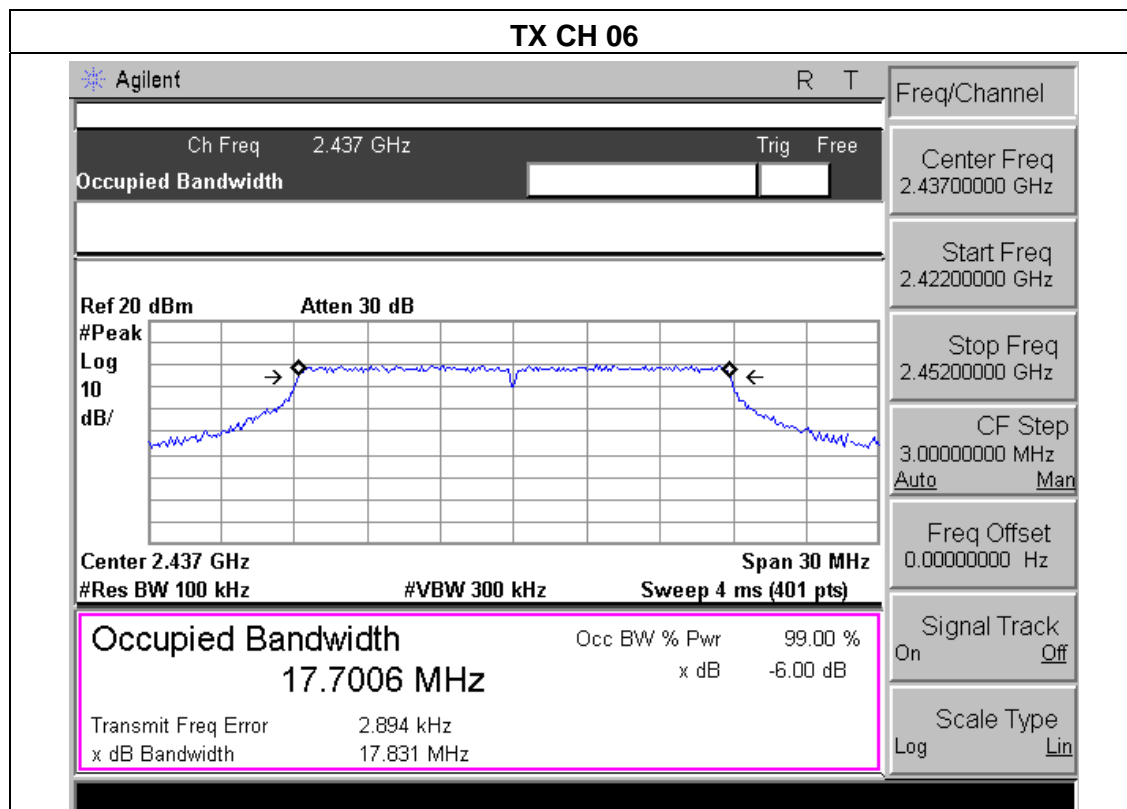 TX CH 06
Agilent R T
Freq/Channel
Ch Freq 2.437 GHz Trig Free
Occupied Bandwidth
Center Freq
2.43700000 GHz
Start Freq
2.42200000 GHz
Stop Freq
2.45200000 GHz
CF Step
3.00000000 MHz
Auto Man
Freq Offset
0.00000000 Hz
Signal Track
On Off
Scale Type
Log Lin
Ref 20 dBm Atten 30 dB
#Peak
Log
10
dB/
Center 2.437 GHz Span 30 MHz
#Res BW 100 kHz #VBW 300 kHz Sweep 4 ms (401 pts)
Occupied Bandwidth Occ BW % Pwr 99.00 %
17.7006 MHz x dB -6.00 dB
Transmit Freq Error 2.894 kHz
x dB Bandwidth 17.831 MHz